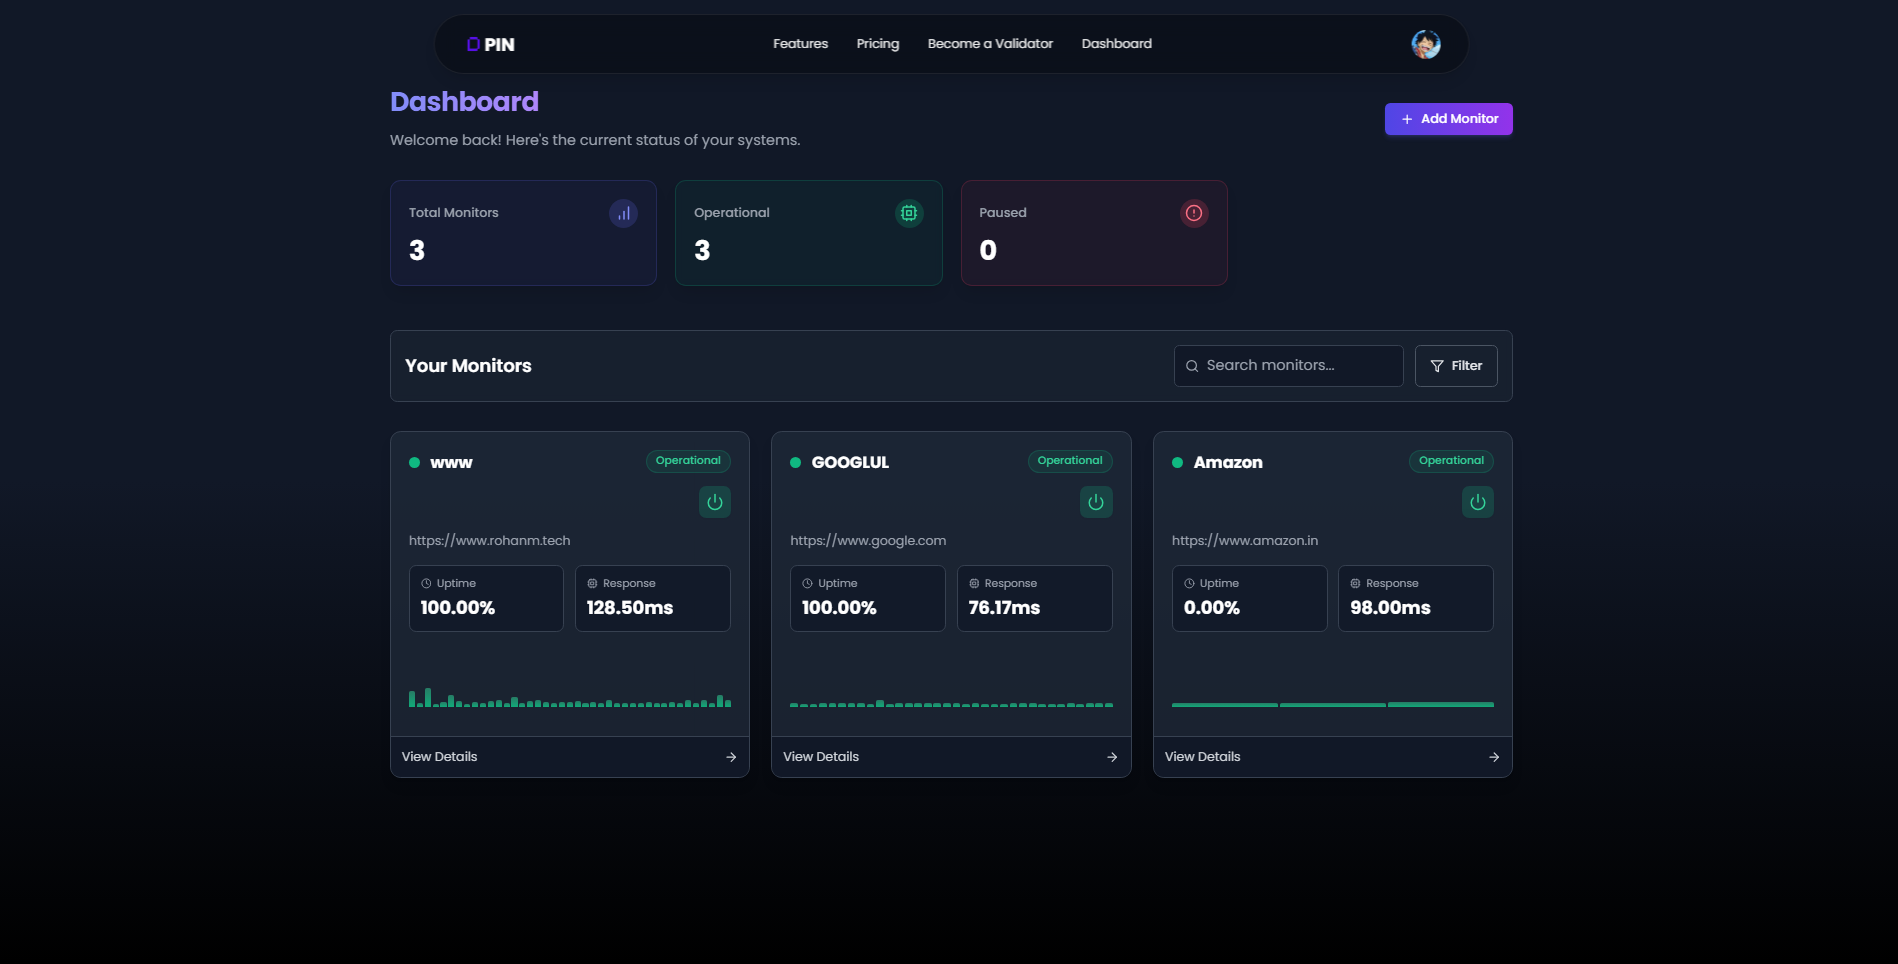 D PIN
Features Pricing Become a Validator Dashboard
Dashboard
Welcome back! Here's the current status of your systems.
+ Add Monitor
Total Monitors
3
Operational
3
Paused
0
Your Monitors
Search monitors...
Filter
www
Operational
https://www.rohanm.tech
Uptime
100.00%
Response
128.50ms
View Details
GOOGLUL
Operational
https://www.google.com
Uptime
100.00%
Response
76.17ms
View Details
Amazon
Operational
https://www.amazon.in
Uptime
0.00%
Response
98.00ms
View Details